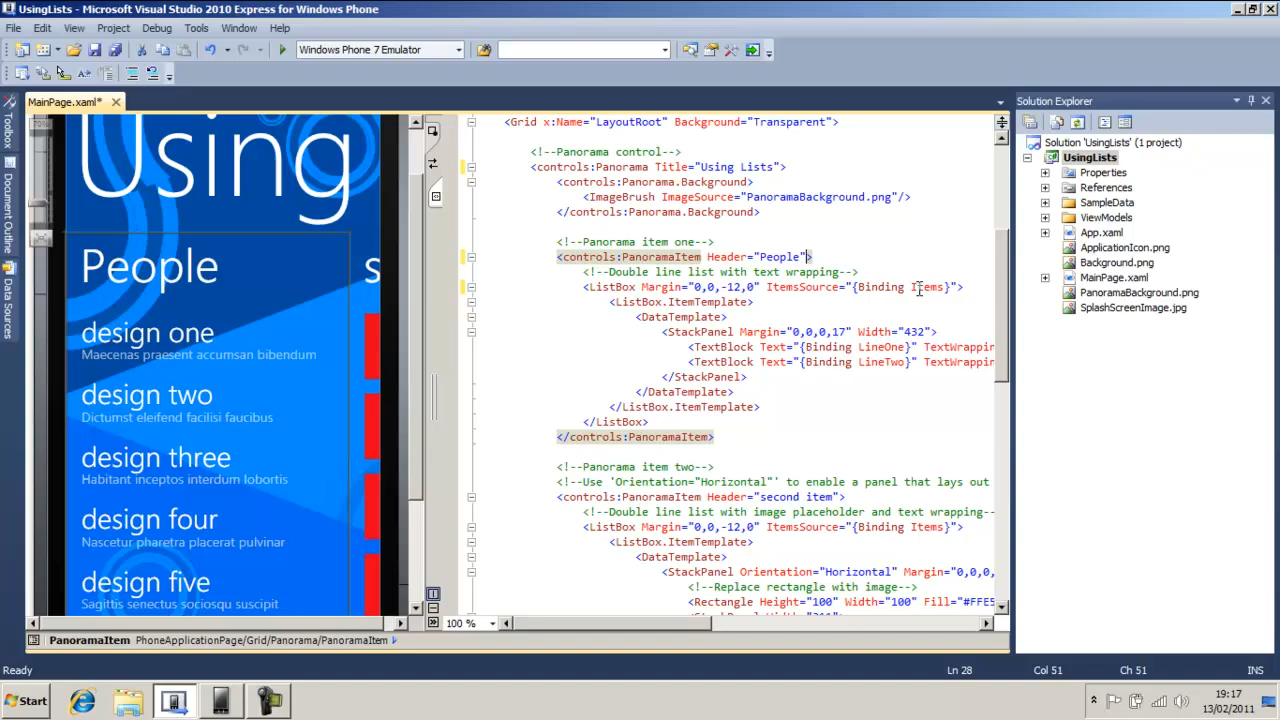 UsingLists - Microsoft Visual Studio 2010 Express for Windows Phone
File Edit View Project Debug Tools Window Help
Windows Phone 7 Emulator
MainPage.xaml*
Toolbox
Document Outline
Data Sources
Using
People
s
design one
Maecenas praesent accumsan bibendum
design two
Dictumst eleifend facilisi faucibus
design three
Habitant inceptos interdum lobortis
design four
Nascetur pharetra placerat pulvinar
design five
Sagittis senectus sociosqu suscipit
<Grid x:Name="LayoutRoot" Background="Transparent">
<!--Panorama control-->
<controls:Panorama Title="Using Lists">
<controls:Panorama.Background>
<ImageBrush ImageSource="PanoramaBackground.png"/>
</controls:Panorama.Background>
<!--Panorama item one-->
<controls:PanoramaItem Header="People">
<!--Double line list with text wrapping-->
<ListBox Margin="0,0,-12,0" ItemsSource="{Binding Items}">
<ListBox.ItemTemplate>
<DataTemplate>
<StackPanel Margin="0,0,0,17" Width="432">
<TextBlock Text="{Binding LineOne}" TextWrappin
<TextBlock Text="{Binding LineTwo}" TextWrappin
</StackPanel>
</DataTemplate>
</ListBox.ItemTemplate>
</ListBox>
</controls:PanoramaItem>
<!--Panorama item two-->
<!--Use 'Orientation="Horizontal"' to enable a panel that lays out
<controls:PanoramaItem Header="second item">
<!--Double line list with image placeholder and text wrapping--
<ListBox Margin="0,0,-12,0" ItemsSource="{Binding Items}">
<ListBox.ItemTemplate>
<DataTemplate>
<StackPanel Orientation="Horizontal" Margin="0,0,0,
<!--Replace rectangle with image-->
<Rectangle Height="100" Width="100" Fill="#FFE5
100 %
PanoramaItem PhoneApplicationPage/Grid/Panorama/PanoramaItem
Solution Explorer
Solution 'UsingLists' (1 project)
UsingLists
Properties
References
SampleData
ViewModels
App.xaml
ApplicationIcon.png
Background.png
MainPage.xaml
PanoramaBackground.png
SplashScreenImage.jpg
Ready
Ln 28 Col 51 Ch 51 INS
Start
19:17
13/02/2011